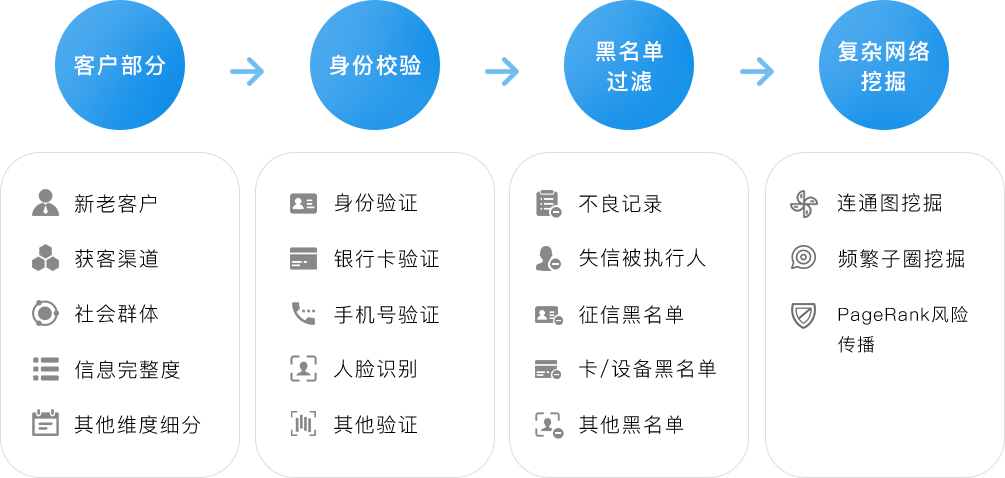 客户部分
身份校验
黑名单
过滤
复杂网络
挖掘
新老客户
获客渠道
社会群体
信息完整度
其他维度细分
身份验证
银行卡验证
手机号验证
人脸识别
其他验证
不良记录
失信被执行人
征信黑名单
卡/设备黑名单
其他黑名单
连通图挖掘
频繁子圈挖掘
PageRank风险
传播